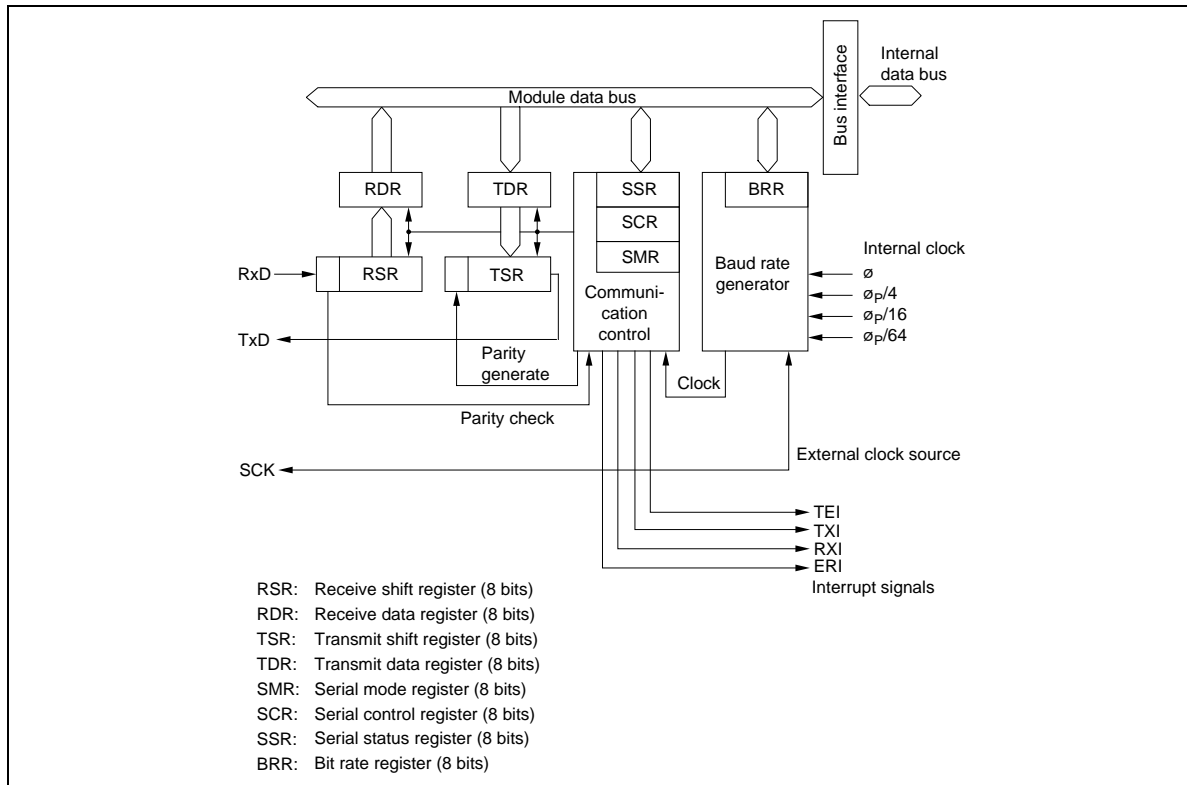 Internal
data bus
Bus interface
Module data bus
RDR
TDR
SSR
BRR
SCR
SMR
RxD
RSR
TSR
Baud rate
generator
Internal clock
ø
øP/4
øP/16
øP/64
Communi-
cation
control
TxD
Parity
generate
Clock
Parity check
External clock source
SCK
TEI
TXI
RXI
ERI
Interrupt signals
RSR: Receive shift register (8 bits)
RDR: Receive data register (8 bits)
TSR: Transmit shift register (8 bits)
TDR: Transmit data register (8 bits)
SMR: Serial mode register (8 bits)
SCR: Serial control register (8 bits)
SSR: Serial status register (8 bits)
BRR: Bit rate register (8 bits)